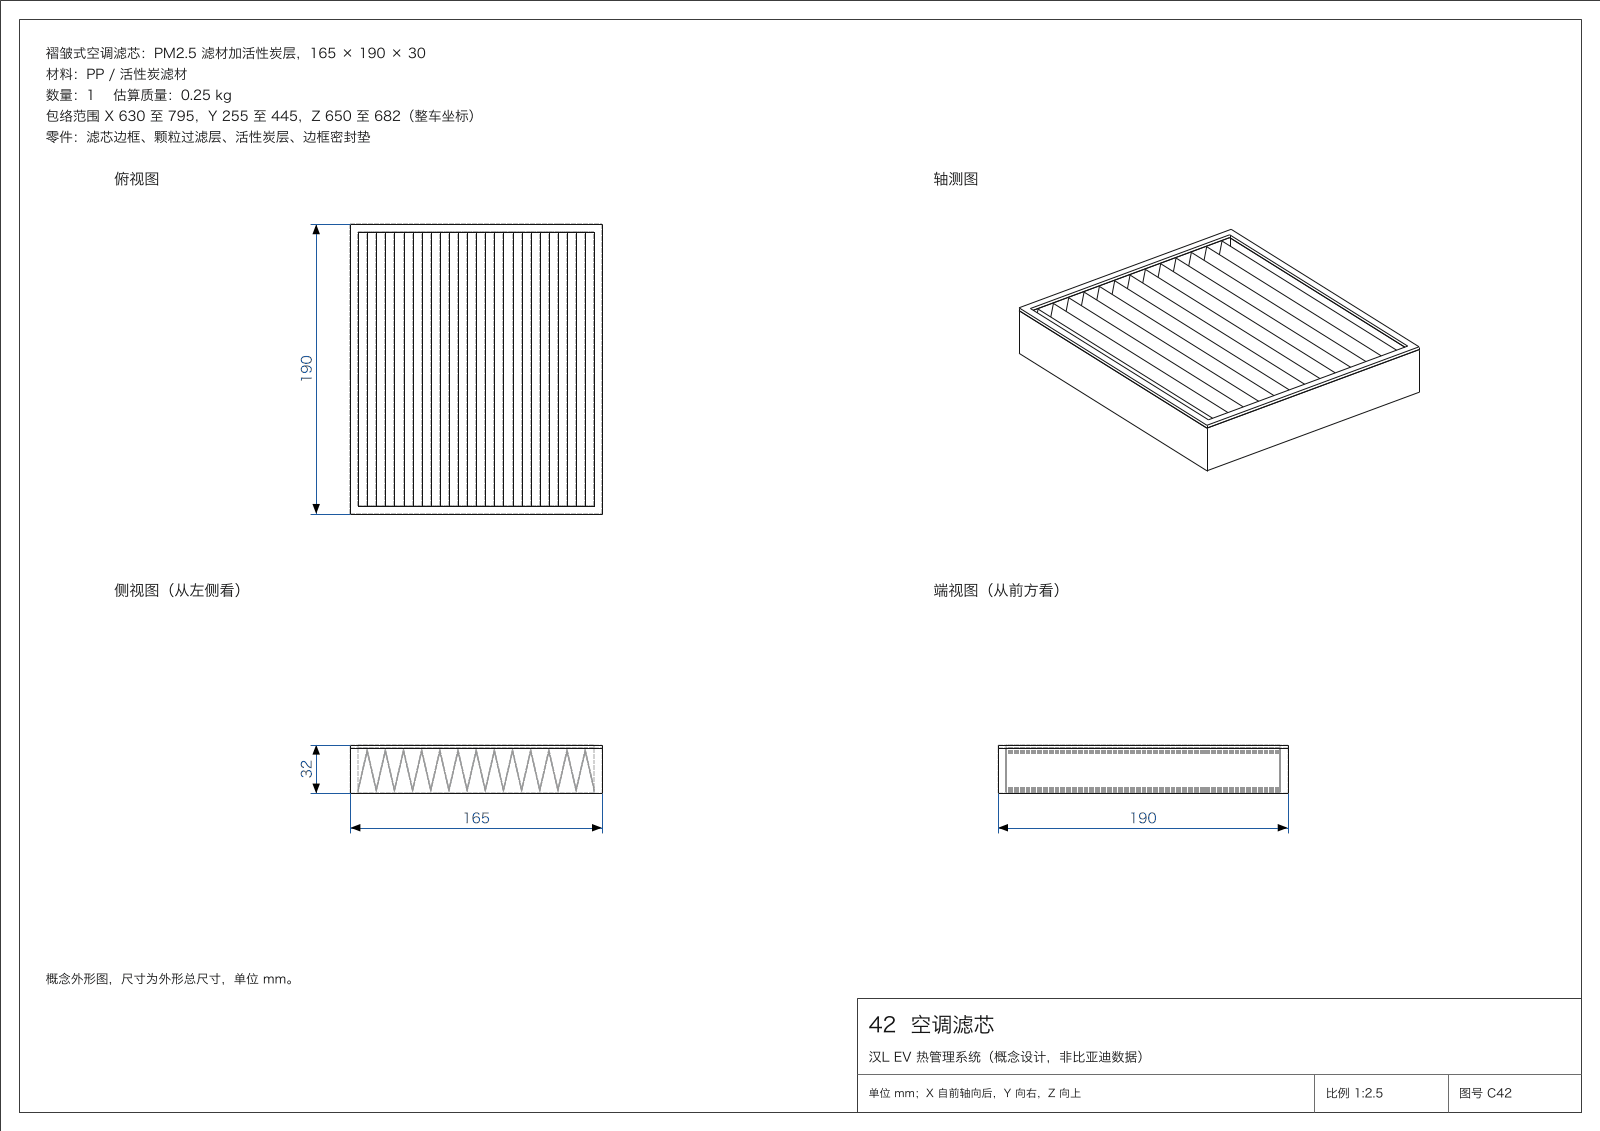 褶皱式空调滤芯：PM2.5 滤材加活性炭层，165 × 190 × 30
材料：PP / 活性炭滤材
数量：1 估算质量：0.25 kg
包络范围 X 630 至 795，Y 255 至 445，Z 650 至 682（整车坐标）
零件：滤芯边框、颗粒过滤层、活性炭层、边框密封垫
俯视图
轴测图
190
侧视图（从左侧看）
端视图（从前方看）
32
165
190
概念外形图，尺寸为外形总尺寸，单位 mm。
42 空调滤芯
汉L EV 热管理系统（概念设计，非比亚迪数据）
单位 mm；X 自前轴向后，Y 向右，Z 向上
比例 1:2.5
图号 C42